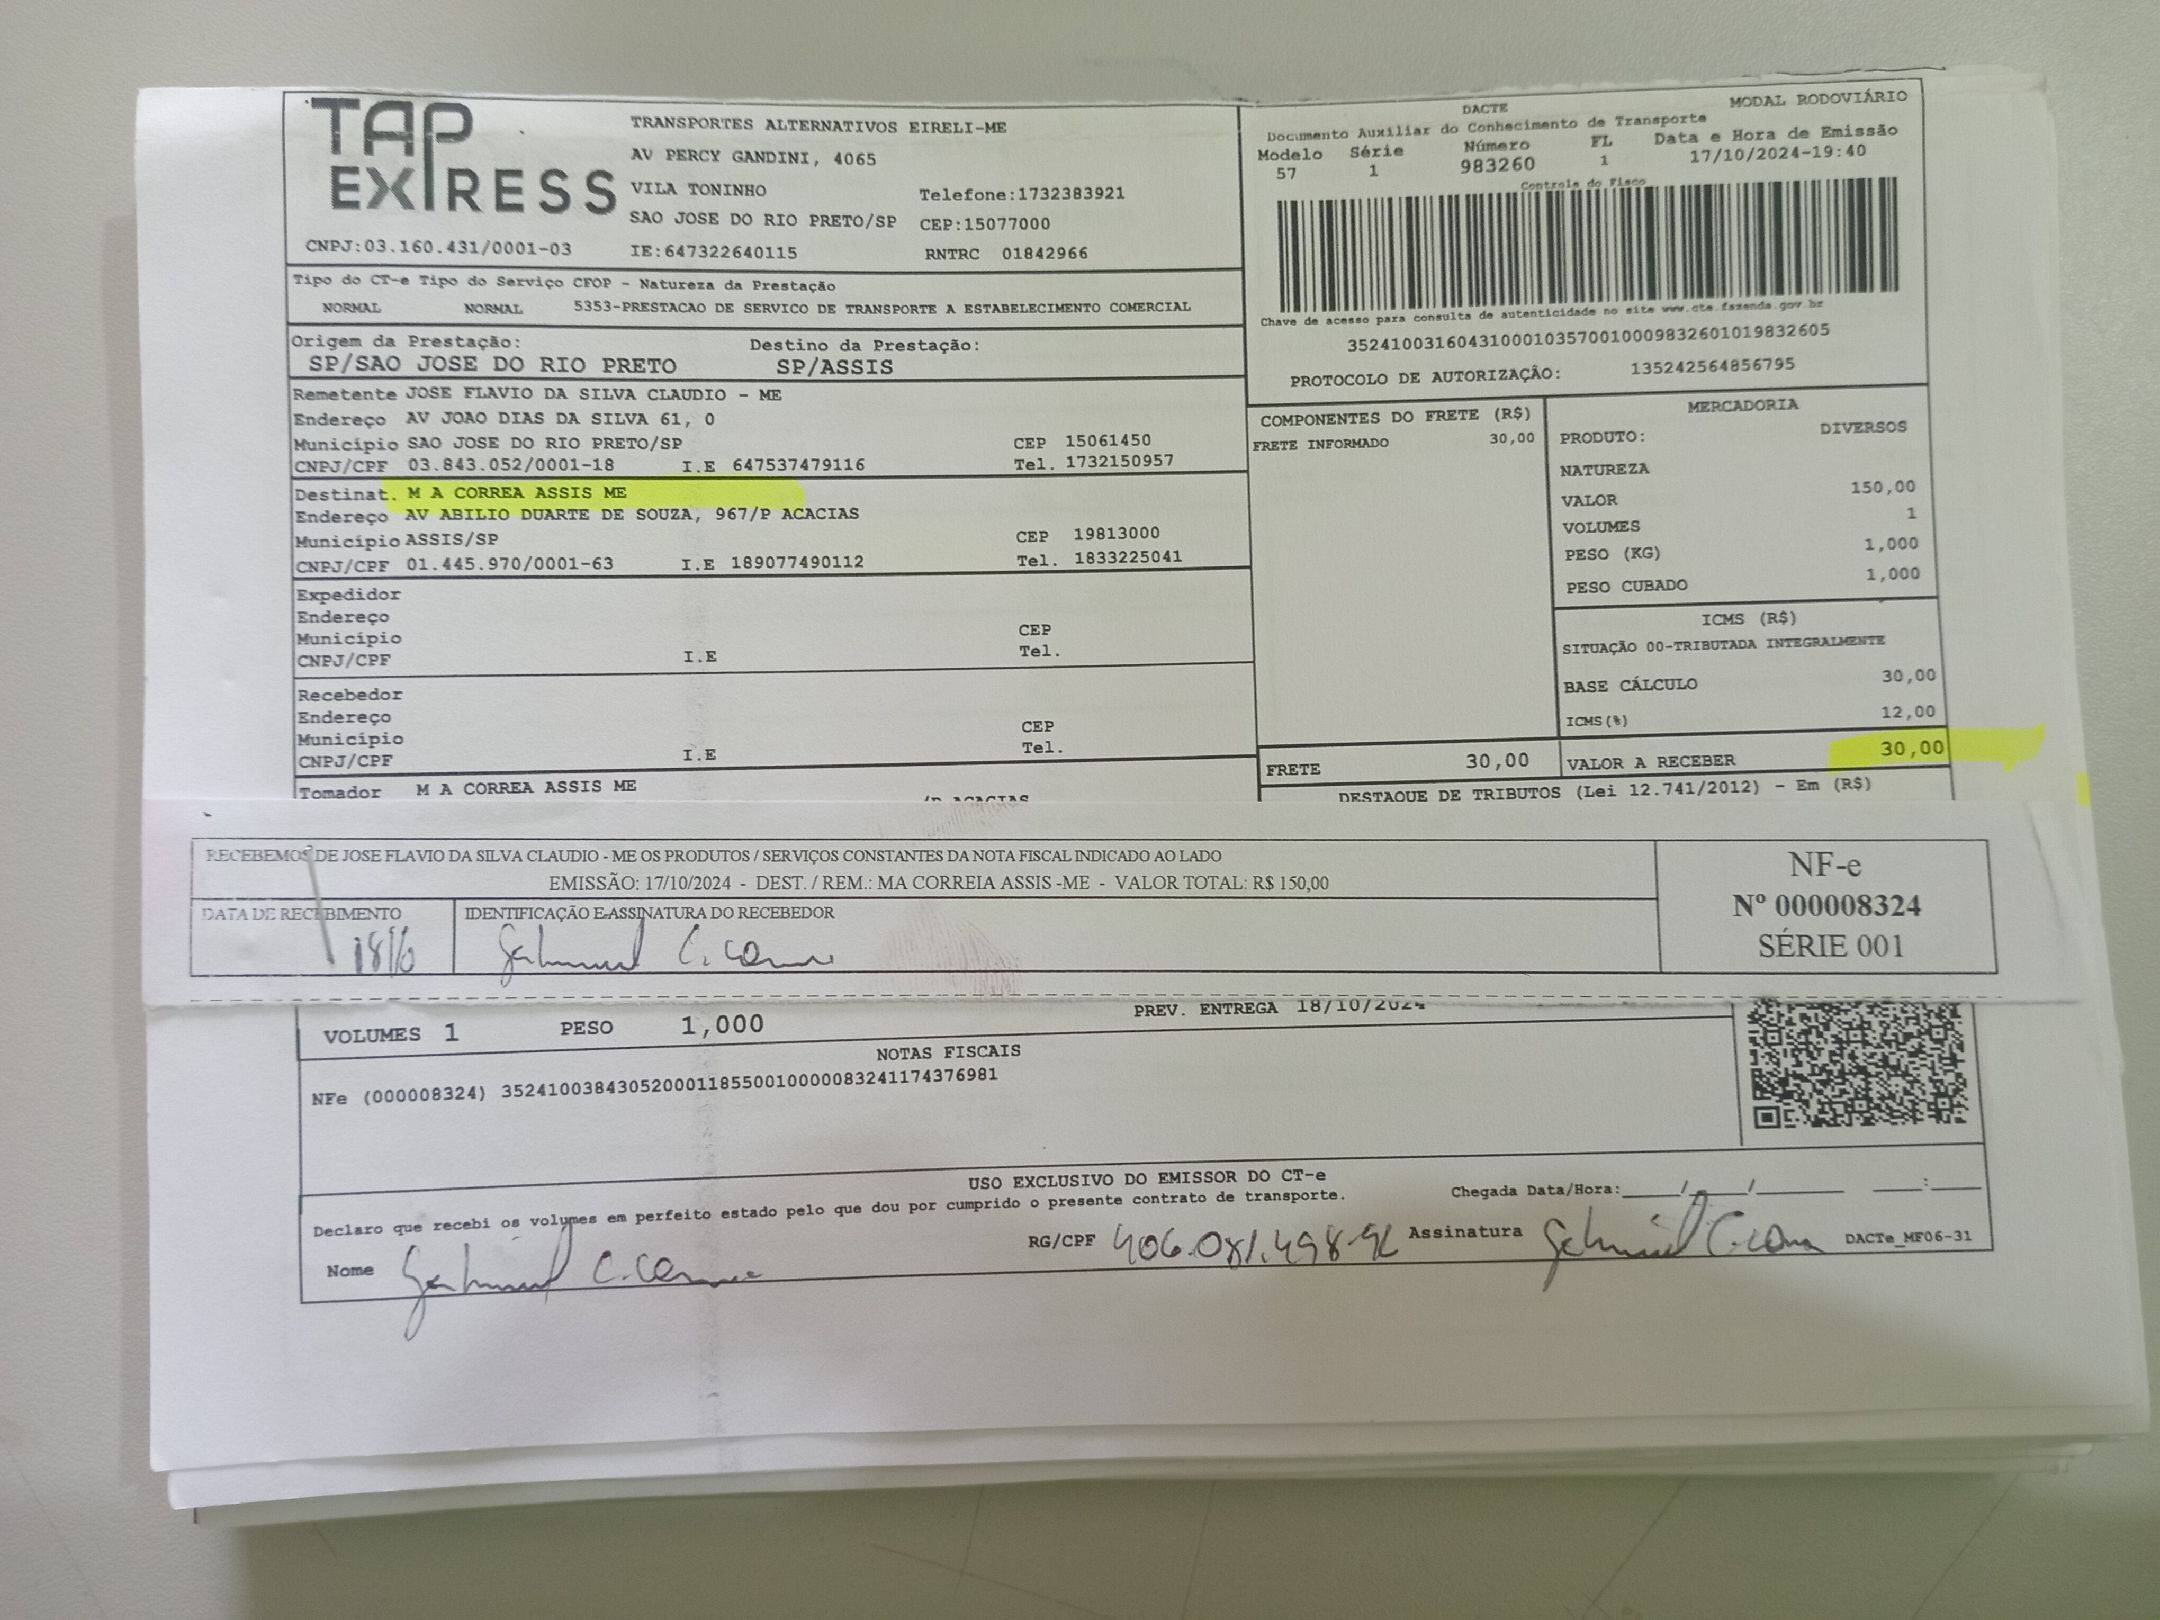 TAP EXPRESS
TRANSPORTES ALTERNATIVOS EIRELI-ME
AV PERCY GANDINI, 4065
VILA TONINHO Telefone:1732383921
SAO JOSE DO RIO PRETO/SP CEP:15077000
CNPJ:03.160.431/0001-03 IE:647322640115 RNTRC 01842966
DACTE MODAL RODOVIÁRIO
Documento Auxiliar do Conhecimento de Transporte
Modelo Série Número FL Data e Hora de Emissão
57 1 983260 1 17/10/2024-19:40
Controle do Fisco
Chave de acesso para consulta de autenticidade no site www.cte.fazenda.gov.br
35241003160431000103570010009832601019832605
PROTOCOLO DE AUTORIZAÇÃO: 135242564856795
Tipo do CT-e Tipo do Serviço CFOP - Natureza da Prestação
NORMAL NORMAL 5353-PRESTACAO DE SERVICO DE TRANSPORTE A ESTABELECIMENTO COMERCIAL
Origem da Prestação: Destino da Prestação:
SP/SAO JOSE DO RIO PRETO SP/ASSIS
Remetente JOSE FLAVIO DA SILVA CLAUDIO - ME
Endereço AV JOAO DIAS DA SILVA 61, 0
Município SAO JOSE DO RIO PRETO/SP CEP 15061450
CNPJ/CPF 03.843.052/0001-18 I.E 647537479116 Tel. 1732150957
Destinat. M A CORREA ASSIS ME
Endereço AV ABILIO DUARTE DE SOUZA, 967/P ACACIAS
Município ASSIS/SP CEP 19813000
CNPJ/CPF 01.445.970/0001-63 I.E 189077490112 Tel. 1833225041
Expedidor
Endereço
Município CEP
CNPJ/CPF I.E Tel.
Recebedor
Endereço
Município CEP
CNPJ/CPF I.E Tel.
Tomador M A CORREA ASSIS ME
/P ACACIAS
COMPONENTES DO FRETE (R$)
FRETE INFORMADO 30,00
MERCADORIA
PRODUTO: DIVERSOS
NATUREZA
VALOR 150,00
VOLUMES 1
PESO (KG) 1,000
PESO CUBADO 1,000
ICMS (R$)
SITUAÇÃO 00-TRIBUTADA INTEGRALMENTE
BASE CÁLCULO 30,00
ICMS(%) 12,00
FRETE 30,00 VALOR A RECEBER 30,00
DESTAQUE DE TRIBUTOS (Lei 12.741/2012) - Em (R$)
RECEBEMOS DE JOSE FLAVIO DA SILVA CLAUDIO - ME OS PRODUTOS / SERVIÇOS CONSTANTES DA NOTA FISCAL INDICADO AO LADO
EMISSÃO: 17/10/2024 - DEST. / REM.: MA CORREIA ASSIS -ME - VALOR TOTAL: R$ 150,00
DATA DE RECEBIMENTO IDENTIFICAÇÃO E ASSINATURA DO RECEBEDOR
18/10
NF-e
Nº 000008324
SÉRIE 001
VOLUMES 1 PESO 1,000 PREV. ENTREGA 18/10/2024
NOTAS FISCAIS
NFe (000008324) 35241003843052000118550010000083241174376981
USO EXCLUSIVO DO EMISSOR DO CT-e
Declaro que recebi os volumes em perfeito estado pelo que dou por cumprido o presente contrato de transporte. Chegada Data/Hora:____/____/______ ____:____
Nome RG/CPF Assinatura DACTe_MF06-31